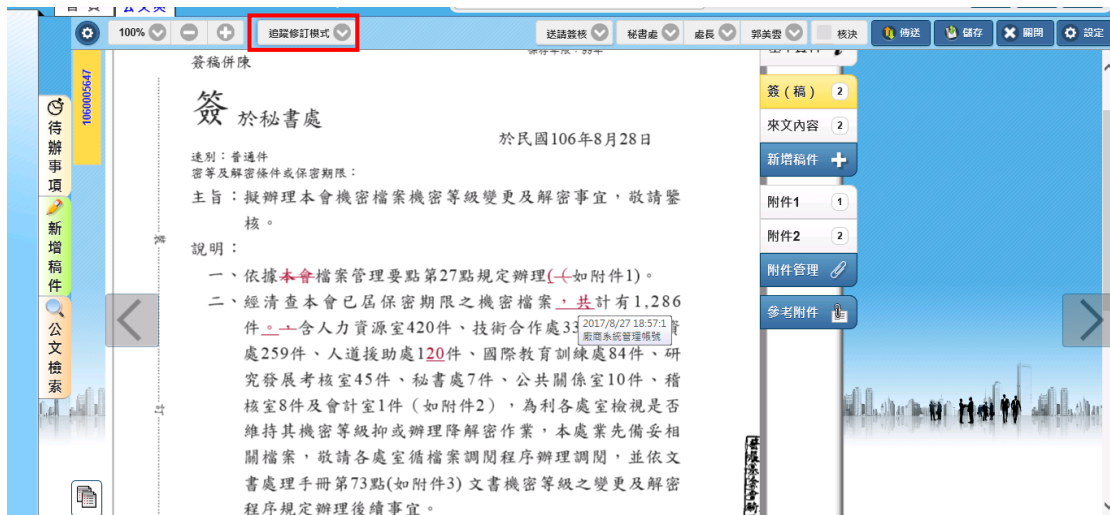 100%
追蹤修訂模式
送請簽核
秘書處
處長
郭美雲
核決
傳送
儲存
關閉
設定
1060005647
待辦事項
新增稿件
公文檢索
簽稿併陳
簽 於秘書處
於民國106年8月28日
速別：普通件
密等及解密條件或保密期限：
主旨：擬辦理本會機密檔案機密等級變更及解密事宜，敬請鑒
核。
說明：
一、依據本會檔案管理要點第27點規定辦理((如附件1)。
二、經清查本會已屆保密期限之機密檔案，共計有1,286
件。，含人力資源室420件、技術合作處33
2017/8/27 18:57:1
廠商系統管理帳號
處259件、人道援助處120件、國際教育訓練處84件、研
究發展考核室45件、秘書處7件、公共關係室10件、稽
核室8件及會計室1件（如附件2），為利各處室檢視是否
維持其機密等級抑或辦理降解密作業，本處業先備妥相
關檔案，敬請各處室循檔案調閱程序辦理調閱，並依文
書處理手冊第73點(如附件3) 文書機密等級之變更及解密
程序規定辦理後續事宜。
簽(稿) 2
來文內容 2
新增稿件
附件1 1
附件2 2
附件管理
參考附件